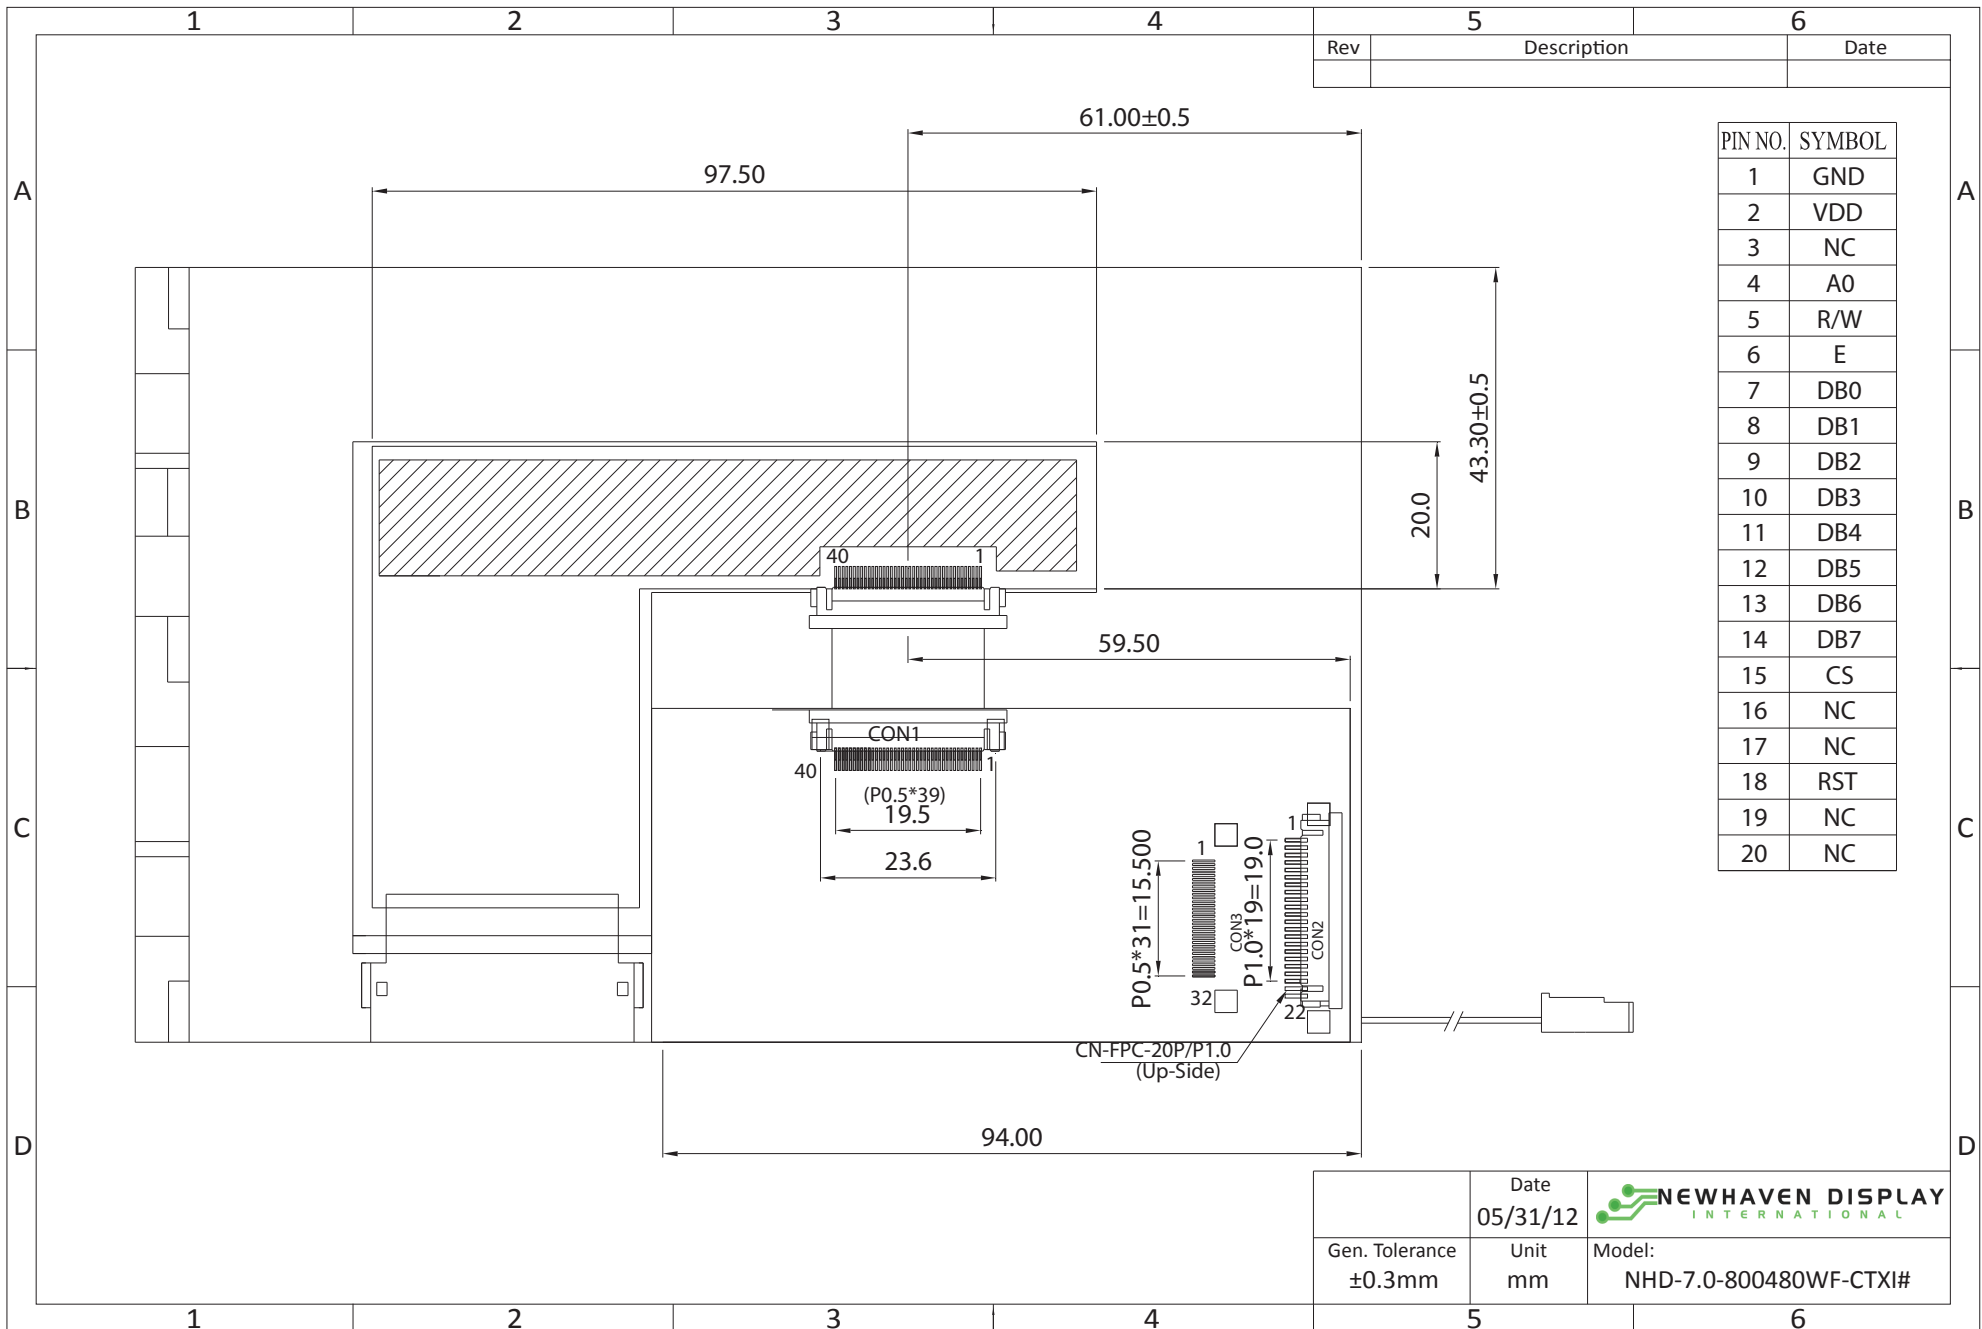 1 2 3 4 5 6
Rev Description Date
A A
B B
C C
D D
61.00±0.5
97.50
43.30±0.5
20.0
40 1
59.50
CON1
40 1
(P0.5*39)
19.5
23.6
1
P0.5*31=15.500
32
CON3
P1.0*19=19.0
1
CON2
22
CN-FPC-20P/P1.0
(Up-Side)
94.00
PIN NO. SYMBOL
1 GND
2 VDD
3 NC
4 A0
5 R/W
6 E
7 DB0
8 DB1
9 DB2
10 DB3
11 DB4
12 DB5
13 DB6
14 DB7
15 CS
16 NC
17 NC
18 RST
19 NC
20 NC
Date
05/31/12
NEWHAVEN DISPLAY
INTERNATIONAL
Gen. Tolerance
±0.3mm
Unit
mm
Model:
NHD-7.0-800480WF-CTXI#
1 2 3 4 5 6